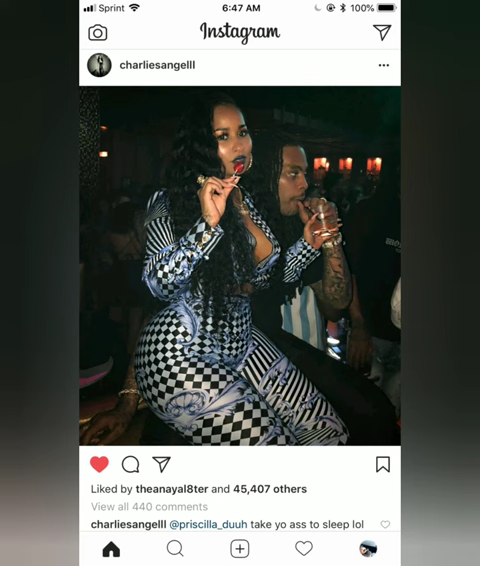 Sprint 6:47 AM 100%
Instagram
charliesangelll
Liked by theanayal8ter and 45,407 others
View all 440 comments
charliesangelll @priscilla_duuh take yo ass to sleep lol